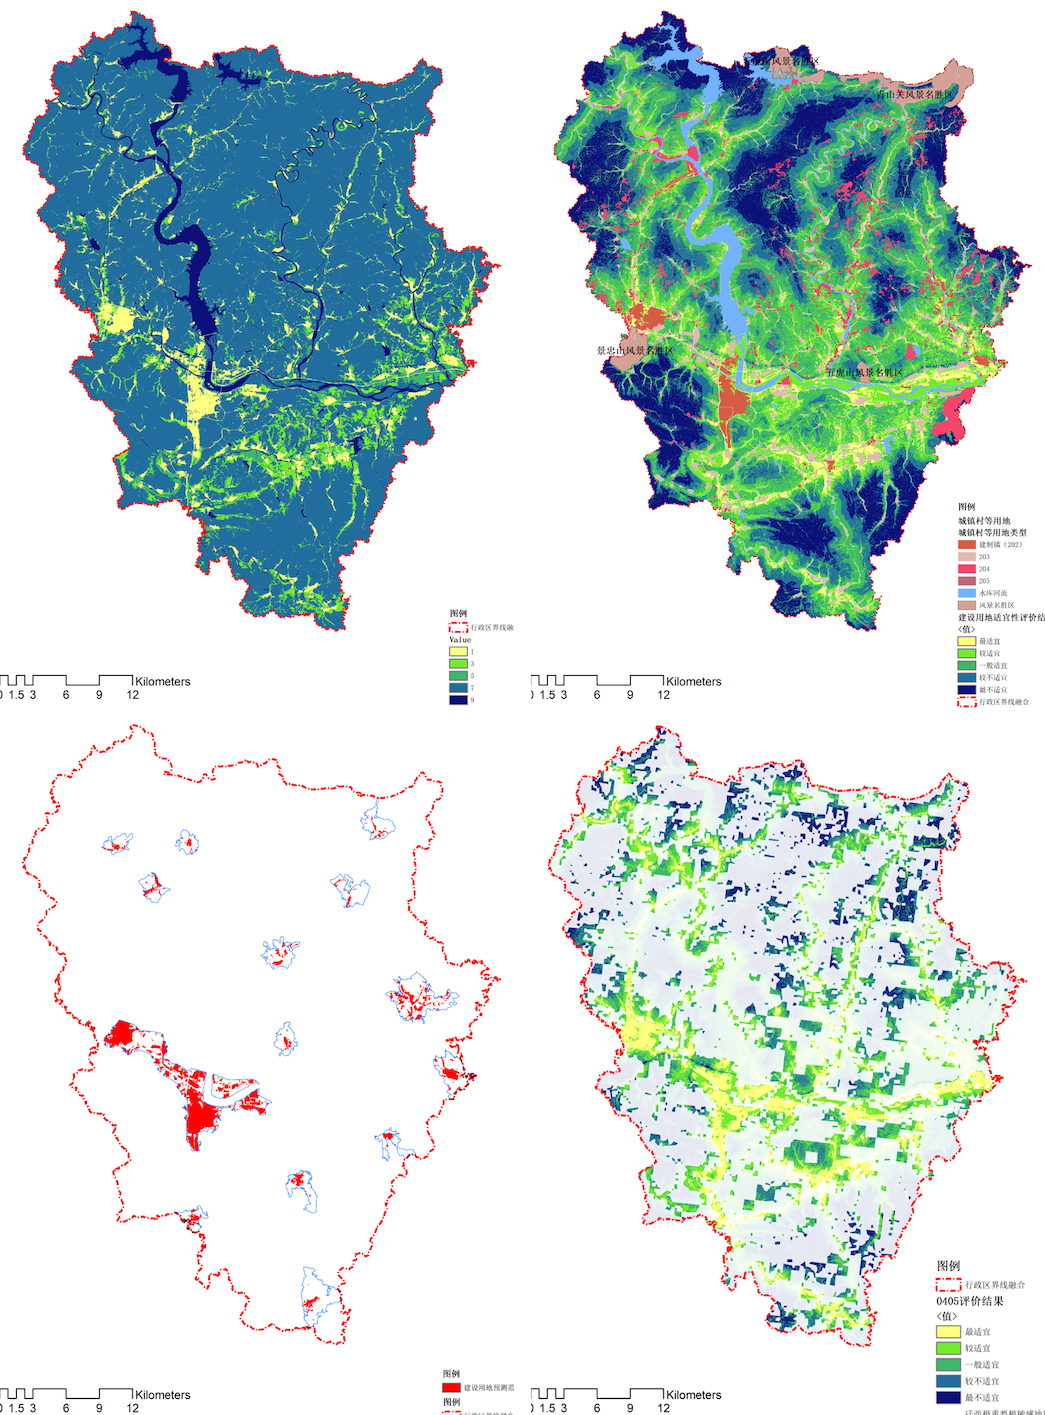 图例
行政区界线融
Value
1
3
5
7
9
0 1.5 3 6 9 12 Kilometers
风景名胜区
青山关风景名胜区
景忠山风景名胜区
五虎山风景名胜区
图例
城镇村等用地
城镇村等用地类型
建制镇（202）
203
204
205
水库河流
风景名胜区
建设用地适宜性评价结
<值>
最适宜
较适宜
一般适宜
较不适宜
最不适宜
行政区界线融合
1.5 3 6 9 12 Kilometers
图例
建设用地预测范
图例
行政区界线融合
0 1.5 3 6 9 12 Kilometers
图例
行政区界线融合
0405评价结果
<值>
最适宜
较适宜
一般适宜
较不适宜
最不适宜
0 1.5 3 6 9 12 Kilometers